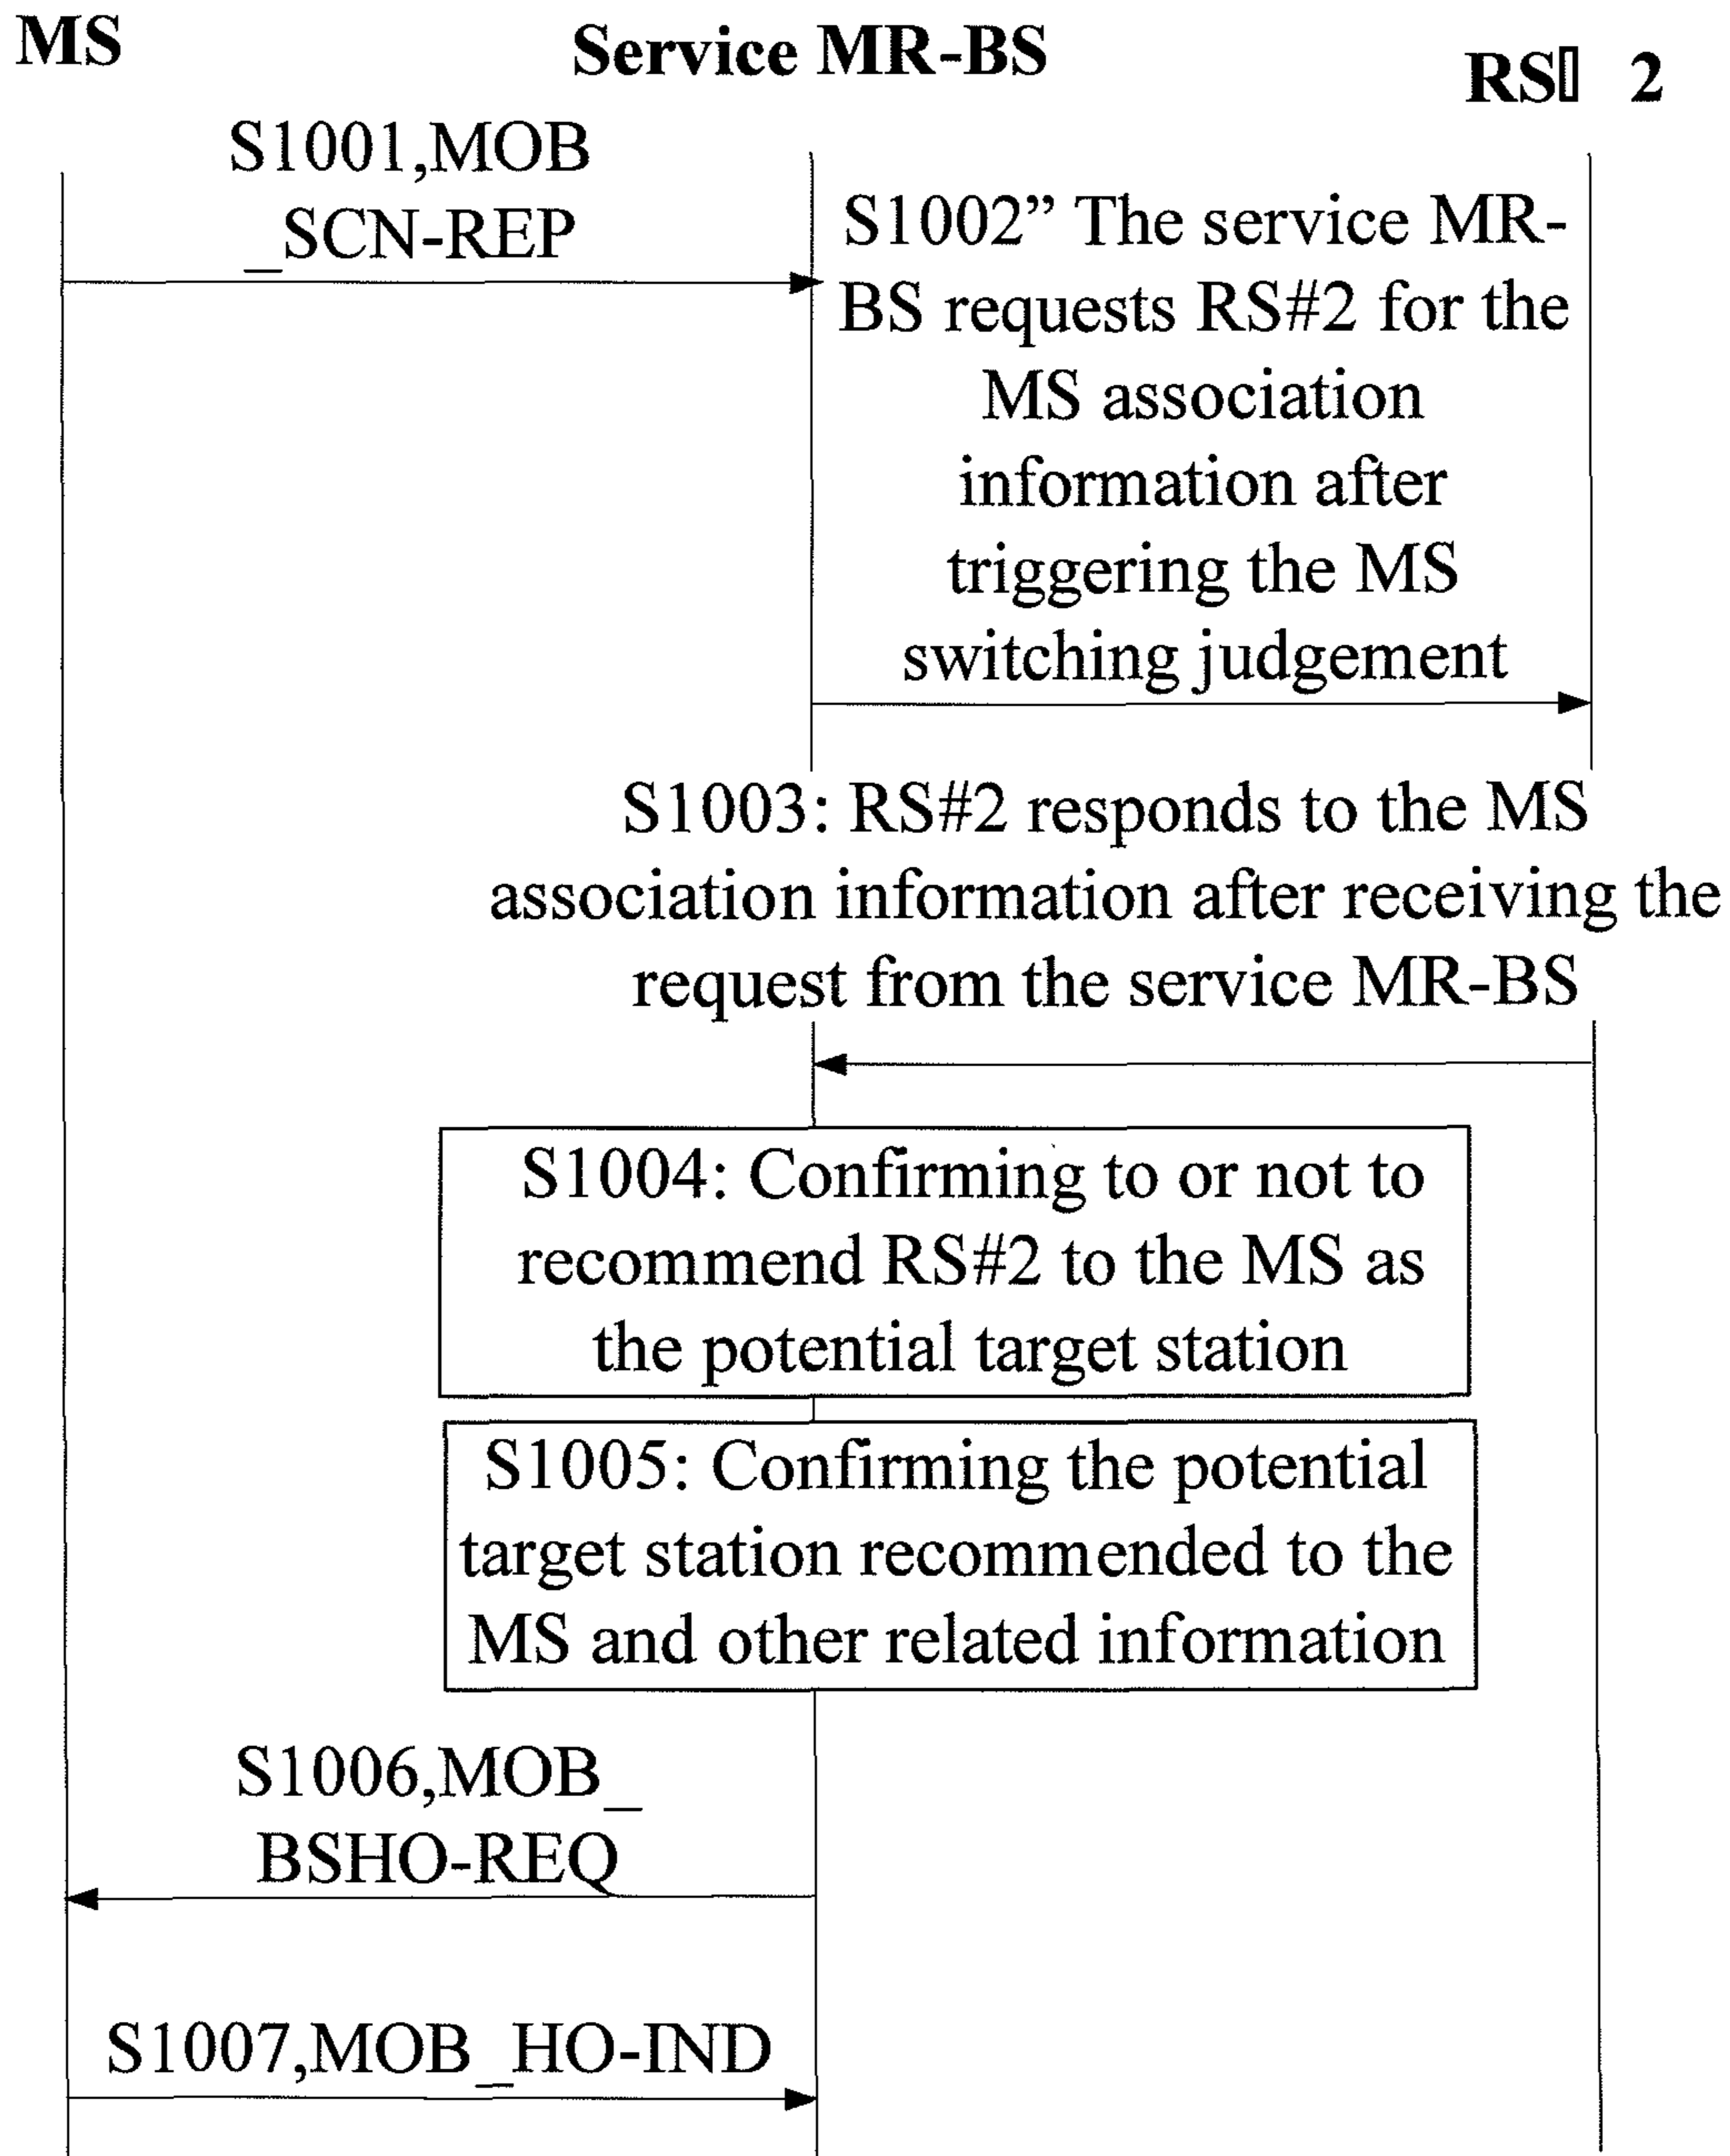 MS
Service MR-BS
RS▯ 2
S1001,MOB
_SCN-REP
S1002” The service MR-
BS requests RS#2 for the
MS association
information after
triggering the MS
switching judgement
S1003: RS#2 responds to the MS
association information after receiving the
request from the service MR-BS
S1004: Confirming to or not to
recommend RS#2 to the MS as
the potential target station
S1005: Confirming the potential
target station recommended to the
MS and other related information
S1006,MOB_
BSHO-REQ
S1007,MOB_HO-IND